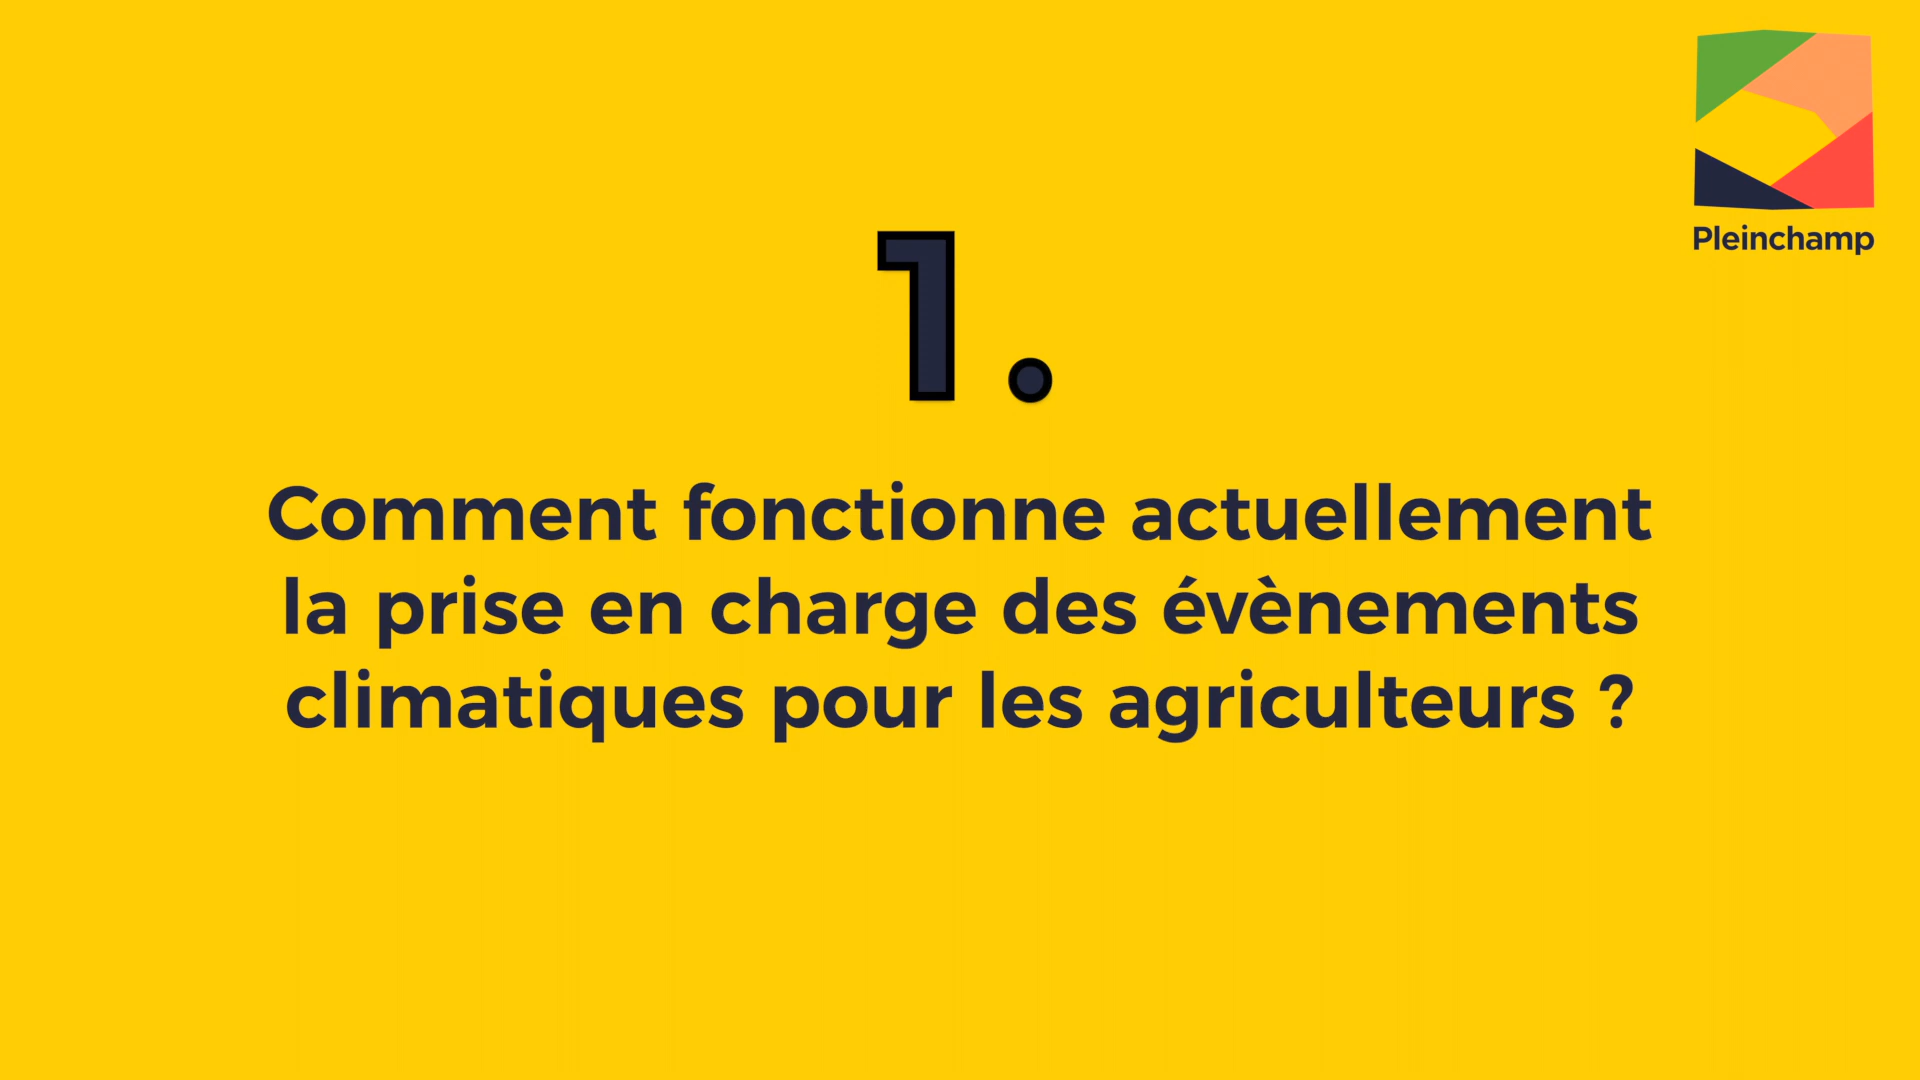 Pleinchamp
1.
Comment fonctionne actuellement
la prise en charge des évènements
climatiques pour les agriculteurs ?